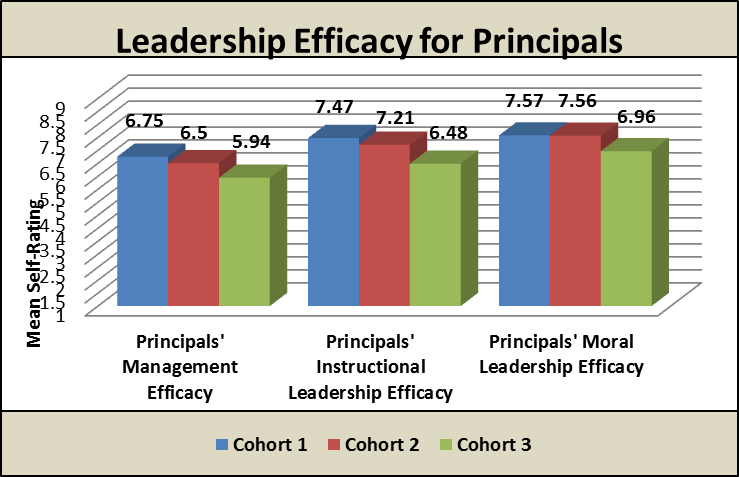 Leadership Efficacy for Principals
Mean Self-Rating
9
8.5
8
7.5
7
6.5
6
5.5
5
4.5
4
3.5
3
2.5
2
1.5
1
6.75
6.5
5.94
7.47
7.21
6.48
7.57
7.56
6.96
Principals'
Management
Efficacy
Principals'
Instructional
Leadership Efficacy
Principals' Moral
Leadership Efficacy
Cohort 1
Cohort 2
Cohort 3